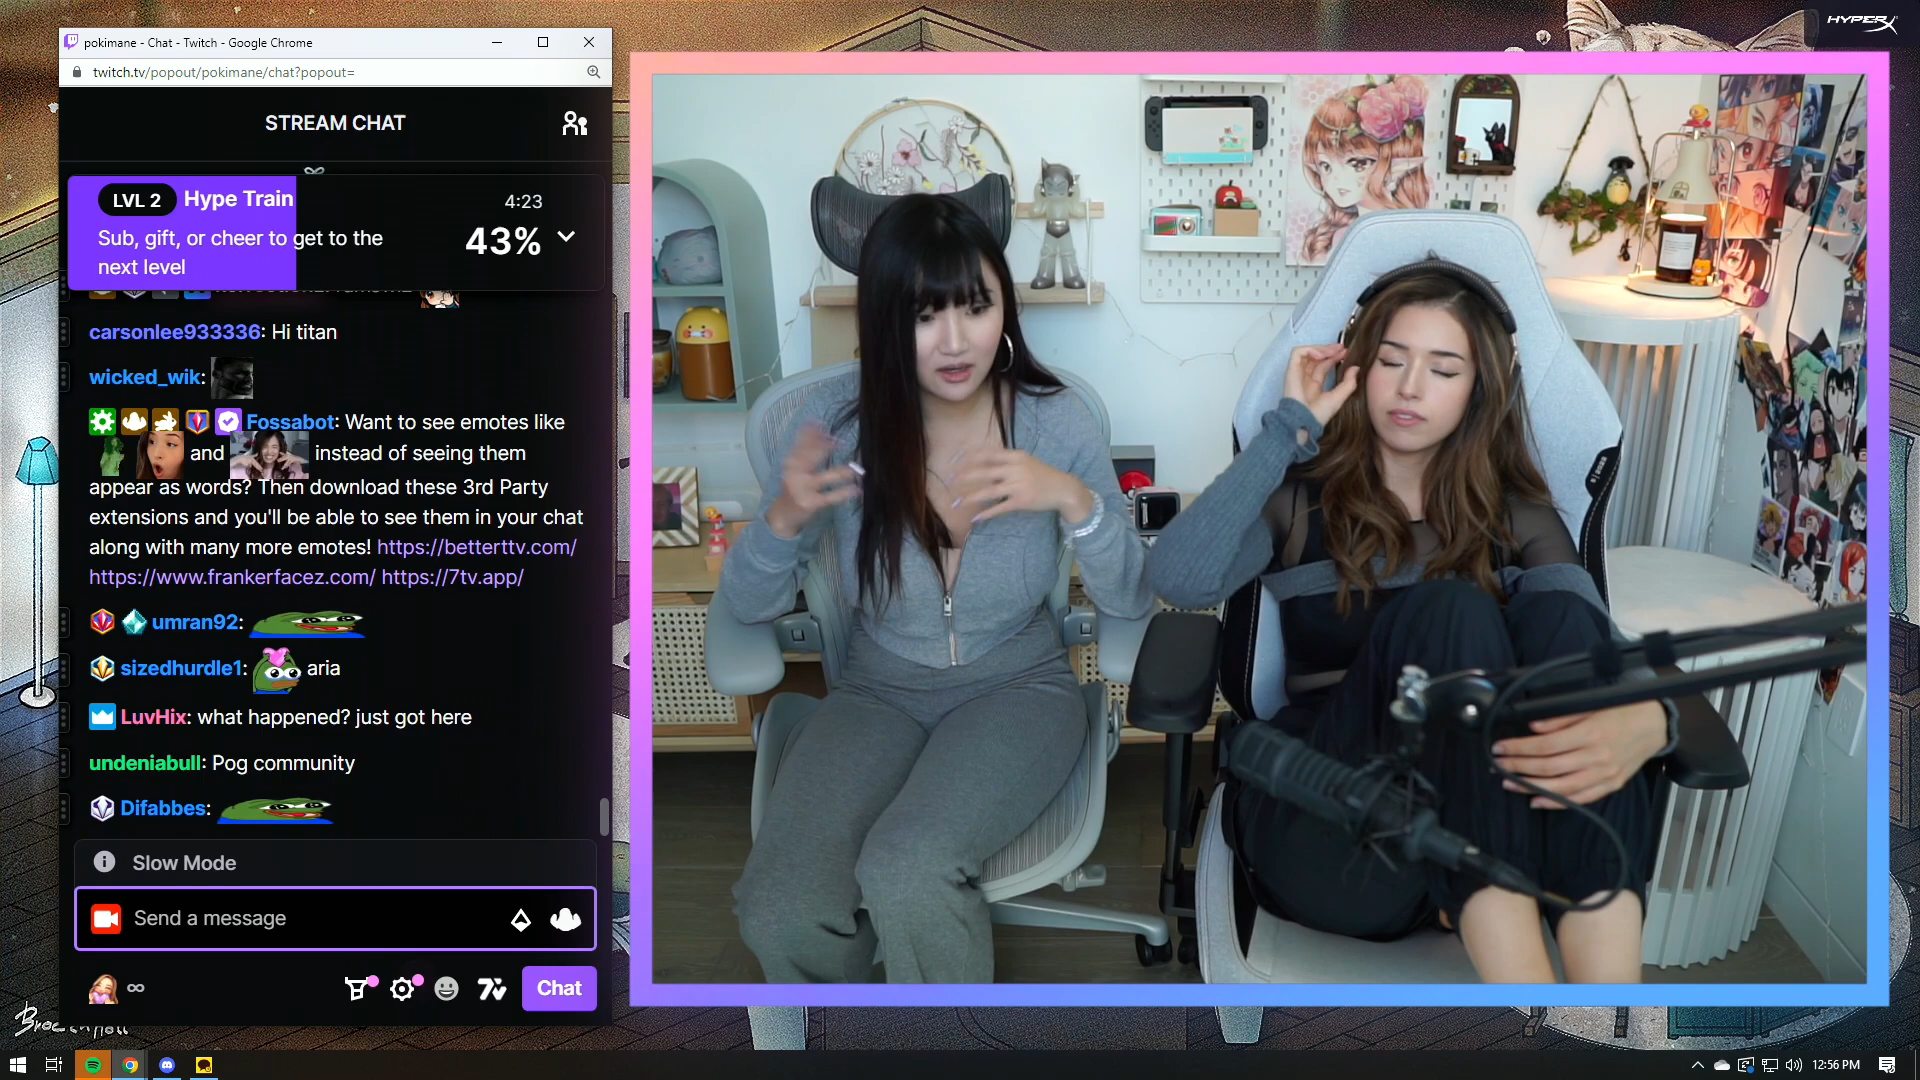 HYPERX
pokimane - Chat - Twitch - Google Chrome
twitch.tv/popout/pokimane/chat?popout=
STREAM CHAT
LVL 2 Hype Train
4:23
Sub, gift, or cheer to get to the
next level
43%
carsonlee933336: Hi titan
wicked_wik:
Fossabot: Want to see emotes like
and instead of seeing them
appear as words? Then download these 3rd Party
extensions and you'll be able to see them in your chat
along with many more emotes! https://betterttv.com/
https://www.frankerfacez.com/ https://7tv.app/
umran92:
sizedhurdle1: aria
LuvHix: what happened? just got here
undeniabull: Pog community
Difabbes:
Slow Mode
Send a message
∞
Chat
12:56 PM